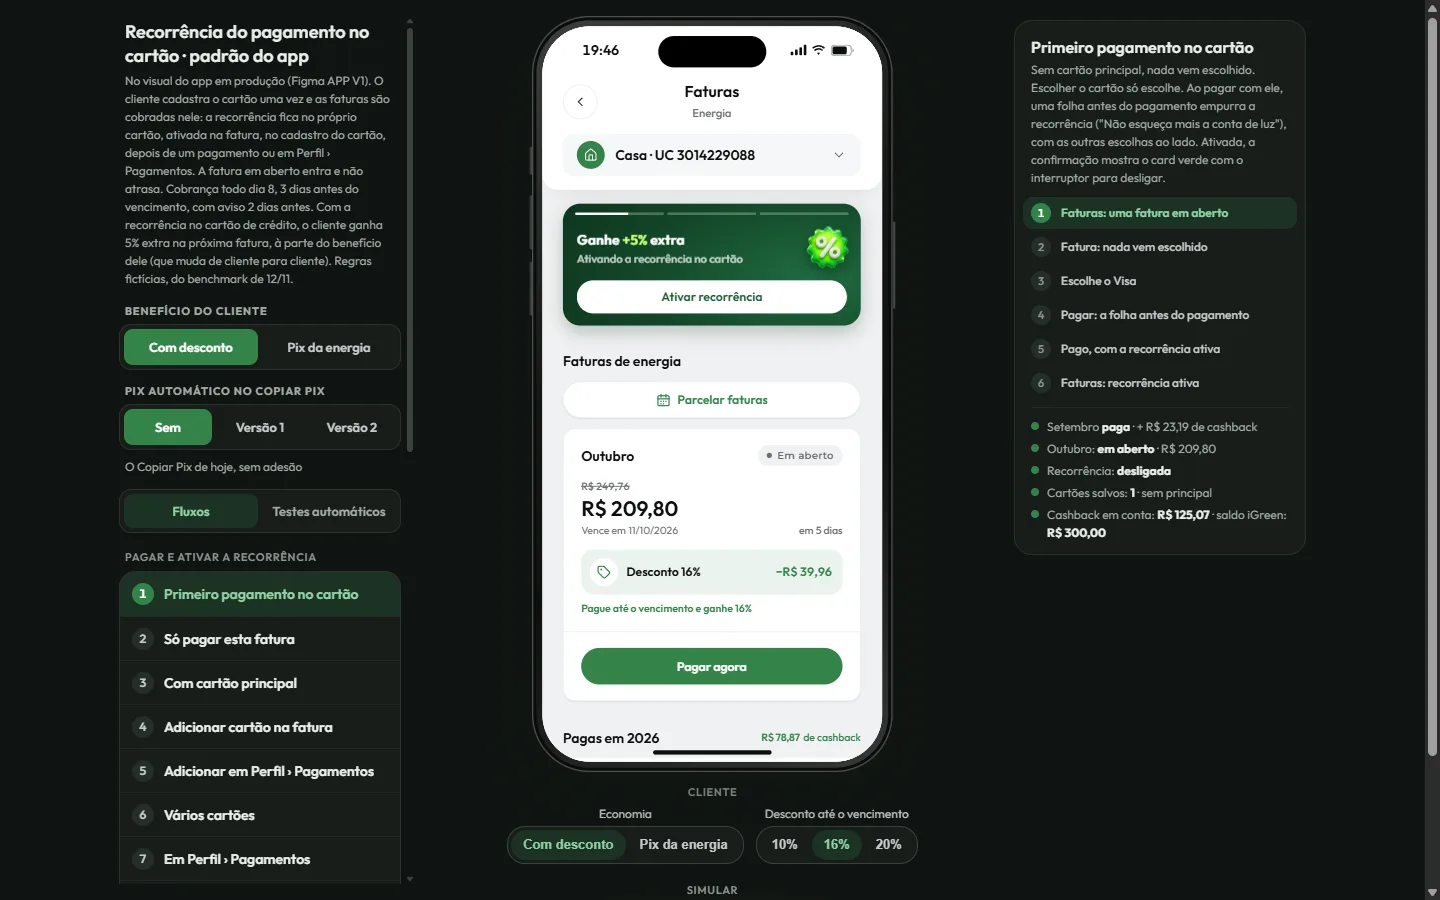 Recorrência do pagamento no
cartão · padrão do app
No visual do app em produção (Figma APP V1). O
cliente cadastra o cartão uma vez e as faturas são
cobradas nele: a recorrência fica no próprio
cartão, ativada na fatura, no cadastro do cartão,
depois de um pagamento ou em Perfil ›
Pagamentos. A fatura em aberto entra e não
atrasa. Cobrança todo dia 8, 3 dias antes do
vencimento, com aviso 2 dias antes. Com a
recorrência no cartão de crédito, o cliente ganha
5% extra na próxima fatura, à parte do benefício
dele (que muda de cliente para cliente). Regras
fictícias, do benchmark de 12/11.
BENEFÍCIO DO CLIENTE
Com desconto
Pix da energia
PIX AUTOMÁTICO NO COPIAR PIX
Sem
Versão 1
Versão 2
O Copiar Pix de hoje, sem adesão
Fluxos
Testes automáticos
PAGAR E ATIVAR A RECORRÊNCIA
1 Primeiro pagamento no cartão
2 Só pagar esta fatura
3 Com cartão principal
4 Adicionar cartão na fatura
5 Adicionar em Perfil › Pagamentos
6 Vários cartões
7 Em Perfil › Pagamentos
19:46
Faturas
Energia
Casa · UC 3014229088
Ganhe +5% extra
Ativando a recorrência no cartão
%
Ativar recorrência
Faturas de energia
Parcelar faturas
Outubro
Em aberto
R$ 249,76
R$ 209,80
Vence em 11/10/2026
em 5 dias
Desconto 16%
−R$ 39,96
Pague até o vencimento e ganhe 16%
Pagar agora
Pagas em 2026
R$ 78,87 de cashback
CLIENTE
Economia
Com desconto
Pix da energia
Desconto até o vencimento
10%
16%
20%
SIMULAR
Primeiro pagamento no cartão
Sem cartão principal, nada vem escolhido.
Escolher o cartão só escolhe. Ao pagar com ele,
uma folha antes do pagamento empurra a
recorrência ("Não esqueça mais a conta de luz"),
com as outras escolhas ao lado. Ativada, a
confirmação mostra o card verde com o
interruptor para desligar.
1 Faturas: uma fatura em aberto
2 Fatura: nada vem escolhido
3 Escolhe o Visa
4 Pagar: a folha antes do pagamento
5 Pago, com a recorrência ativa
6 Faturas: recorrência ativa
Setembro paga · + R$ 23,19 de cashback
Outubro: em aberto · R$ 209,80
Recorrência: desligada
Cartões salvos: 1 · sem principal
Cashback em conta: R$ 125,07 · saldo iGreen:
R$ 300,00